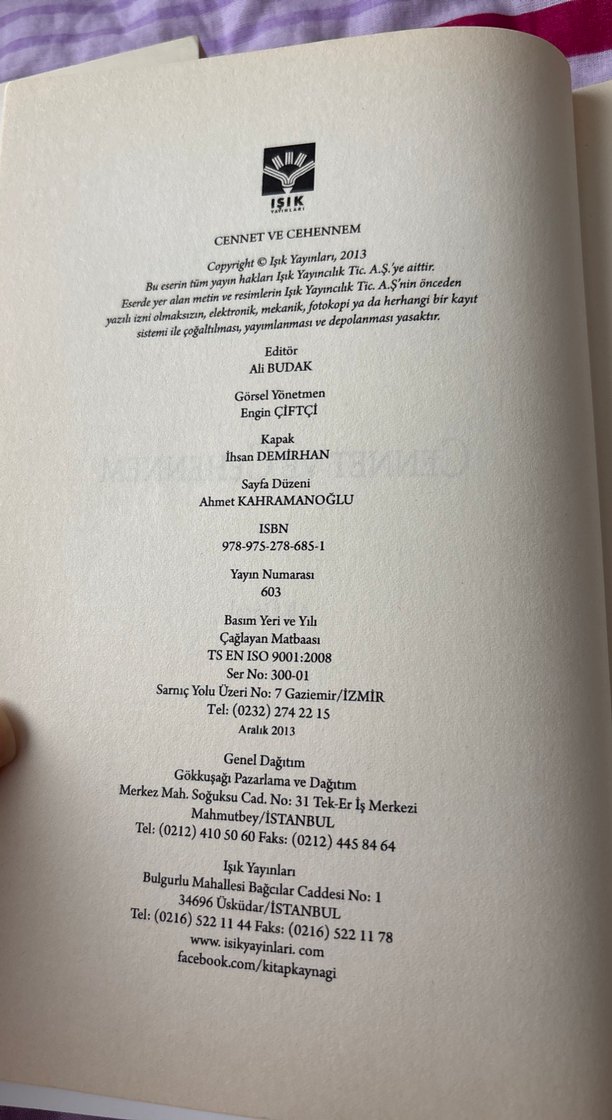 IŞIK
YAYINLARI
CENNET VE CEHENNEM
Copyright © Işık Yayınları, 2013
Bu eserin tüm yayın hakları Işık Yayıncılık Tic. A.Ş.'ye aittir.
Eserde yer alan metin ve resimlerin Işık Yayıncılık Tic. A.Ş'nin önceden
yazılı izni olmaksızın, elektronik, mekanik, fotokopi ya da herhangi bir kayıt
sistemi ile çoğaltılması, yayımlanması ve depolanması yasaktır.
Editör
Ali BUDAK
Görsel Yönetmen
Engin ÇİFTÇİ
Kapak
İhsan DEMİRHAN
Sayfa Düzeni
Ahmet KAHRAMANOĞLU
ISBN
978-975-278-685-1
Yayın Numarası
603
Basım Yeri ve Yılı
Çağlayan Matbaası
TS EN ISO 9001:2008
Ser No: 300-01
Sarnıç Yolu Üzeri No: 7 Gaziemir/İZMİR
Tel: (0232) 274 22 15
Aralık 2013
Genel Dağıtım
Gökkuşağı Pazarlama ve Dağıtım
Merkez Mah. Soğuksu Cad. No: 31 Tek-Er İş Merkezi
Mahmutbey/İSTANBUL
Tel: (0212) 410 50 60 Faks: (0212) 445 84 64
Işık Yayınları
Bulgurlu Mahallesi Bağcılar Caddesi No: 1
34696 Üsküdar/İSTANBUL
Tel: (0216) 522 11 44 Faks: (0216) 522 11 78
www. isikyayinlari. com
facebook.com/kitapkaynagi